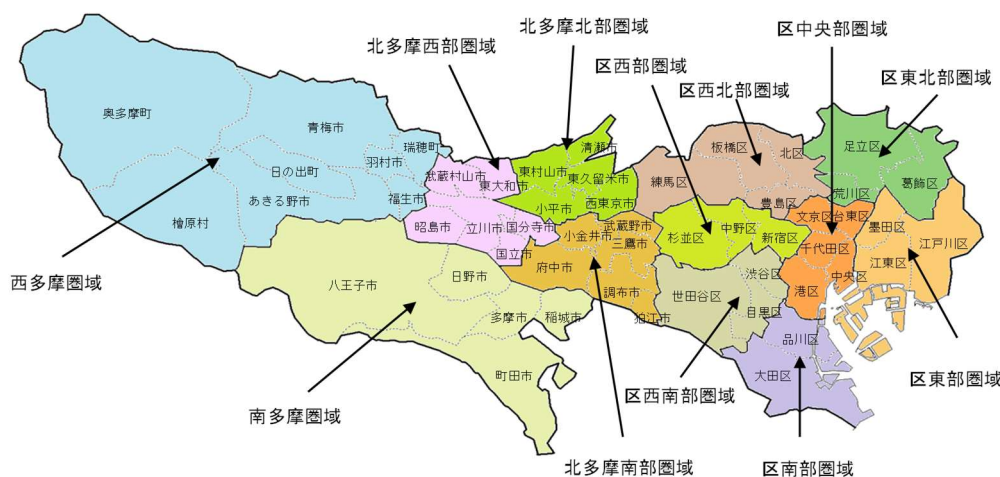 北多摩北部圏域
区中央部圏域
北多摩西部圏域
区西部圏域
区西北部圏域
区東北部圏域
奥多摩町
青梅市
瑞穂町
羽村市
日の出町
あきる野市
福生市
檜原村
武蔵村山市
東大和市
東村山市
清瀬市
東久留米市
小平市
西東京市
昭島市
立川市
国分寺市
国立市
小金井市
武蔵野市
三鷹市
府中市
調布市
狛江市
八王子市
日野市
多摩市
稲城市
町田市
練馬区
板橋区
北区
豊島区
杉並区
中野区
新宿区
世田谷区
渋谷区
目黒区
品川区
大田区
足立区
葛飾区
荒川区
文京区
台東区
千代田区
中央区
港区
墨田区
江東区
江戸川区
西多摩圏域
南多摩圏域
区西南部圏域
区東部圏域
北多摩南部圏域
区南部圏域